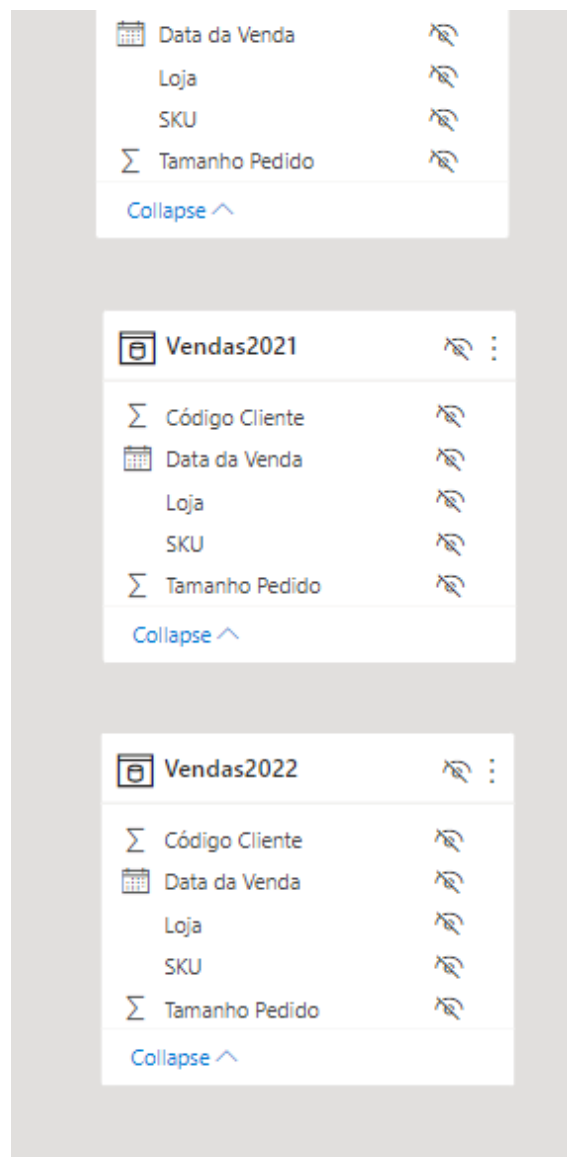 Data da Venda
Loja
SKU
Tamanho Pedido
Collapse
Vendas2021
Código Cliente
Data da Venda
Loja
SKU
Tamanho Pedido
Collapse
Vendas2022
Código Cliente
Data da Venda
Loja
SKU
Tamanho Pedido
Collapse